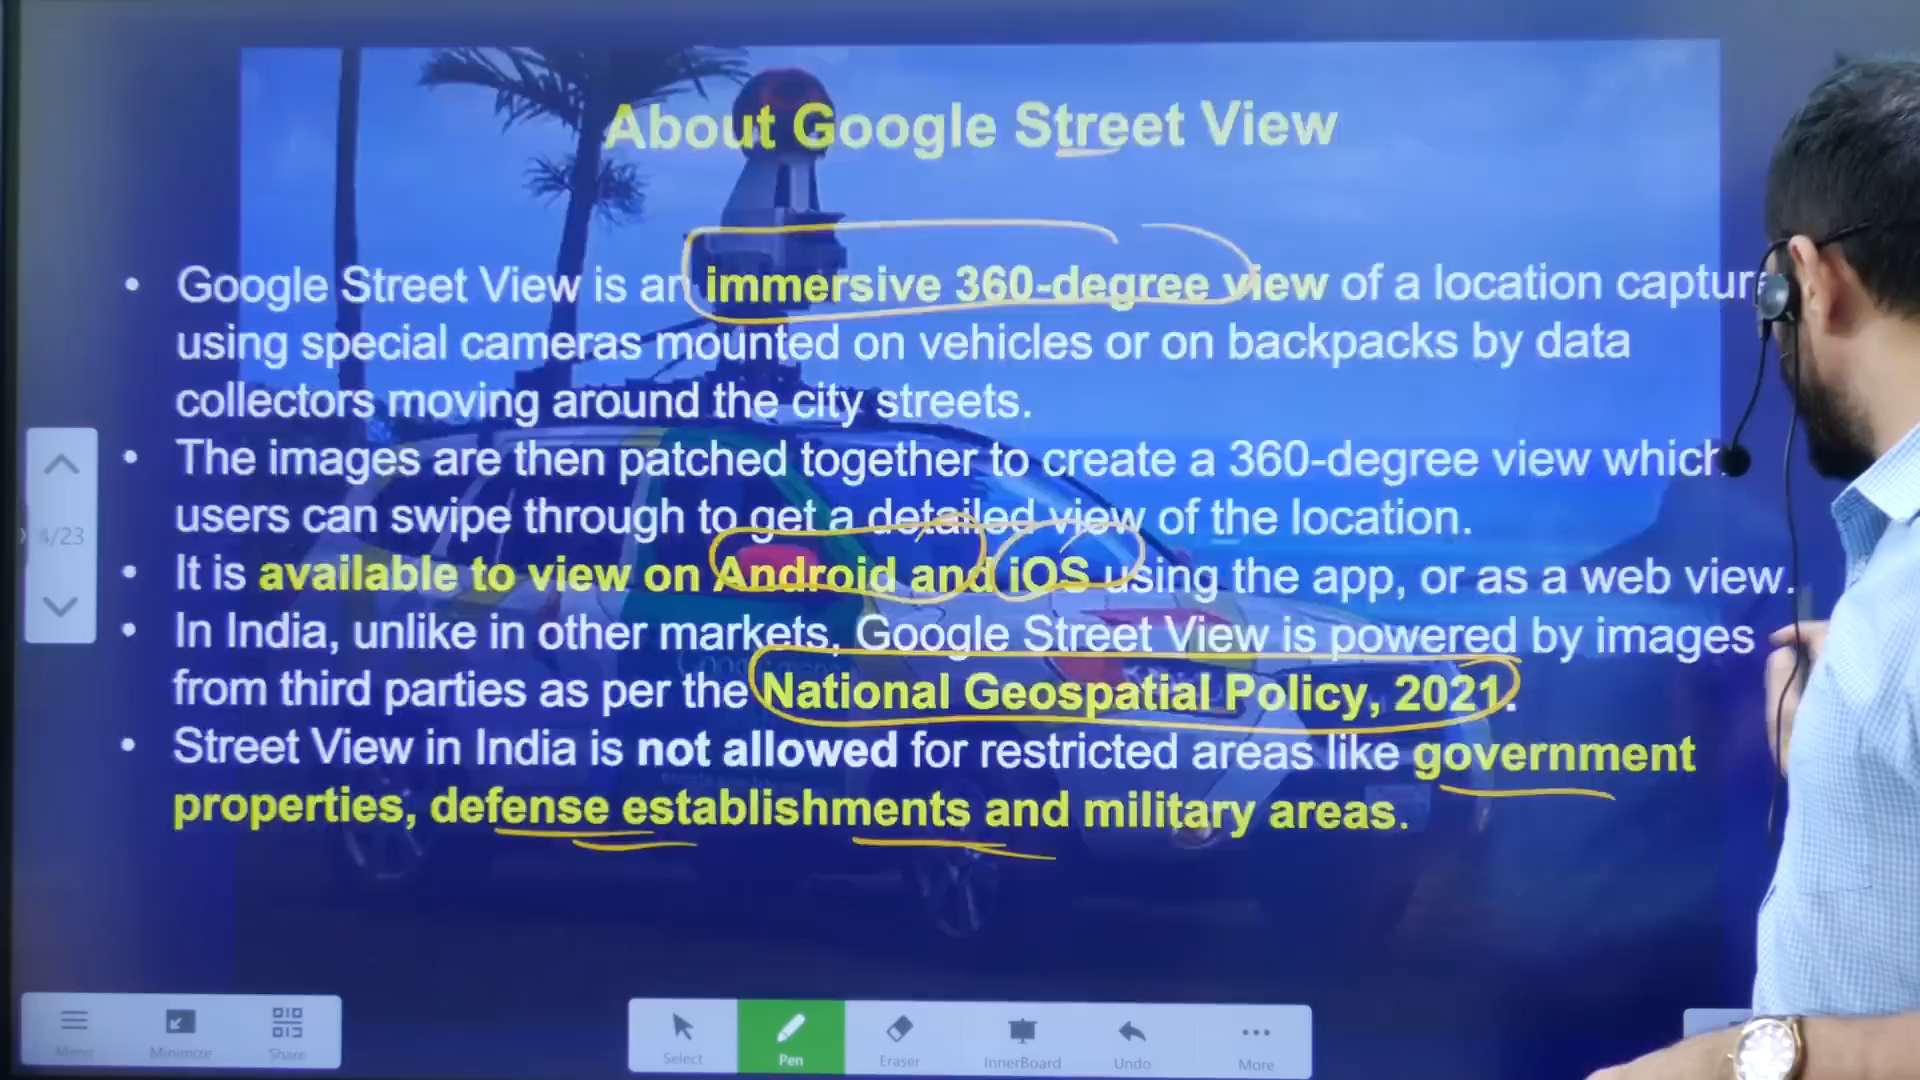 About Google Street View
• Google Street View is an immersive 360-degree view of a location captur
using special cameras mounted on vehicles or on backpacks by data
collectors moving around the city streets.
• The images are then patched together to create a 360-degree view which
users can swipe through to get a detailed view of the location.
• It is available to view on Android and iOS using the app, or as a web view.
• In India, unlike in other markets, Google Street View is powered by images
from third parties as per the National Geospatial Policy, 2021.
• Street View in India is not allowed for restricted areas like government
properties, defense establishments and military areas.
4/23
Menu Minimize Share
Select Pen Eraser InnerBoard Undo More